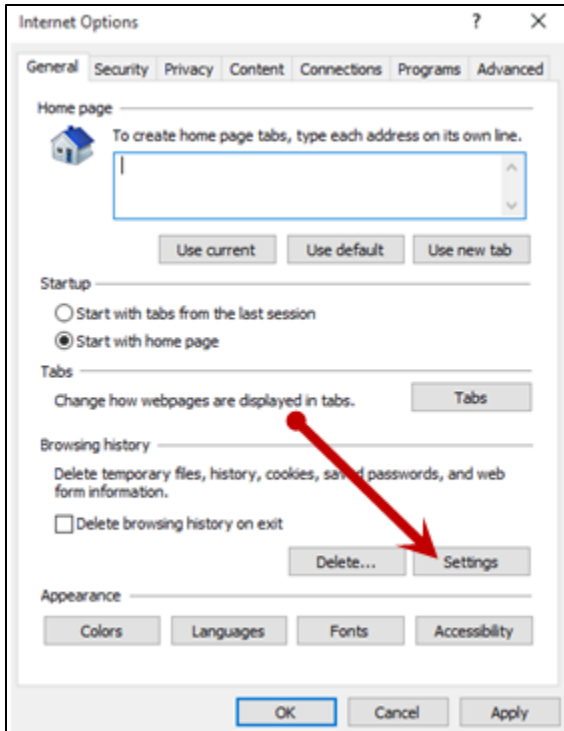 Internet Options ? X
General Security Privacy Content Connections Programs Advanced
Home page
To create home page tabs, type each address on its own line.
Use current Use default Use new tab
Startup
Start with tabs from the last session
Start with home page
Tabs
Change how webpages are displayed in tabs. Tabs
Browsing history
Delete temporary files, history, cookies, saved passwords, and web
form information.
Delete browsing history on exit
Delete... Settings
Appearance
Colors Languages Fonts Accessibility
OK Cancel Apply